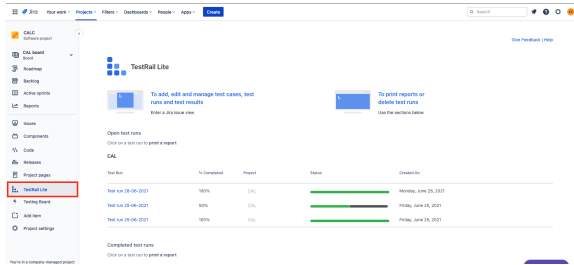 Jira
Your work
Projects
Filters
Dashboards
People
Apps
Create
Search
CALC
Software project
CAL board
Board
Roadmap
Backlog
Active sprints
Reports
Issues
Components
Code
Releases
Project pages
TestRail Lite
Testing Board
Add item
Project settings
You're in a company-managed project
Give Feedback | Help
TestRail Lite
To add, edit and manage test cases, test
runs and test results
Enter a Jira issue view
To print reports or
delete test runs
Use the sections below
Open test runs
Click on a test run to print a report
CAL
Test Run % Completed Project Status Created On
Test run 28-06-2021 100% CAL Monday, June 28, 2021
Test run 25-06-2021 50% CAL Friday, June 25, 2021
Test run 25-06-2021 100% CAL Friday, June 25, 2021
Completed test runs
Click on a test run to print a report